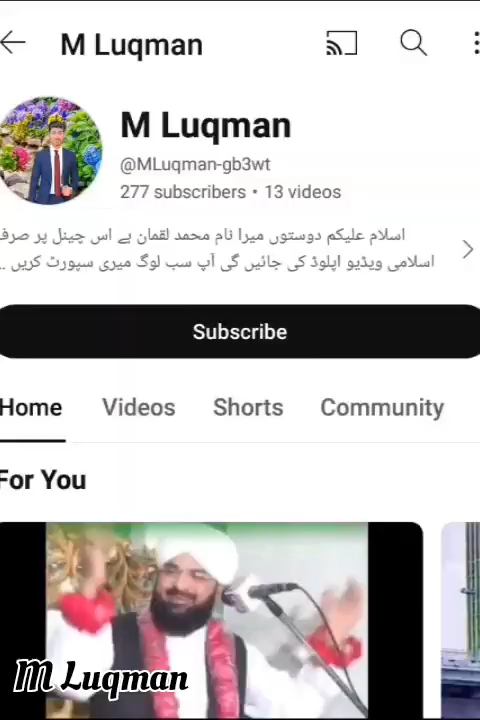 M Luqman
M Luqman
@MLuqman-gb3wt
277 subscribers • 13 videos
اسلام علیکم دوستوں میرا نام محمد لقمان ہے اس چینل پر صرف
اسلامی ویڈیو اپلوڈ کی جائیں گی آپ سب لوگ میری سپورٹ کریں ..
Subscribe
Home Videos Shorts Community
For You
M Luqman